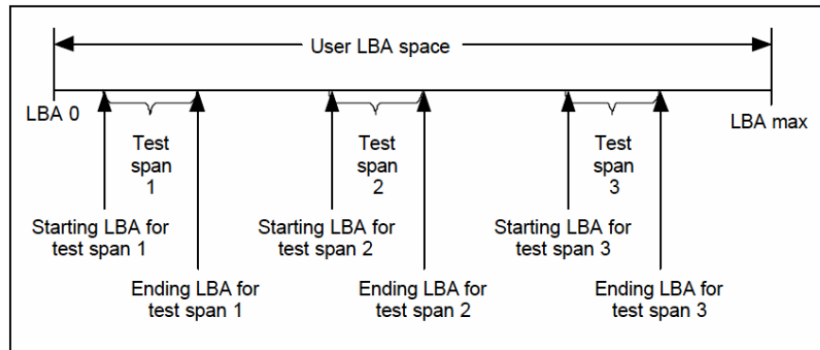 User LBA space
LBA 0
LBA max
Test
span
1
Test
span
2
Test
span
3
Starting LBA for
test span 1
Starting LBA for
test span 2
Starting LBA for
test span 3
Ending LBA for
test span 1
Ending LBA for
test span 2
Ending LBA for
test span 3